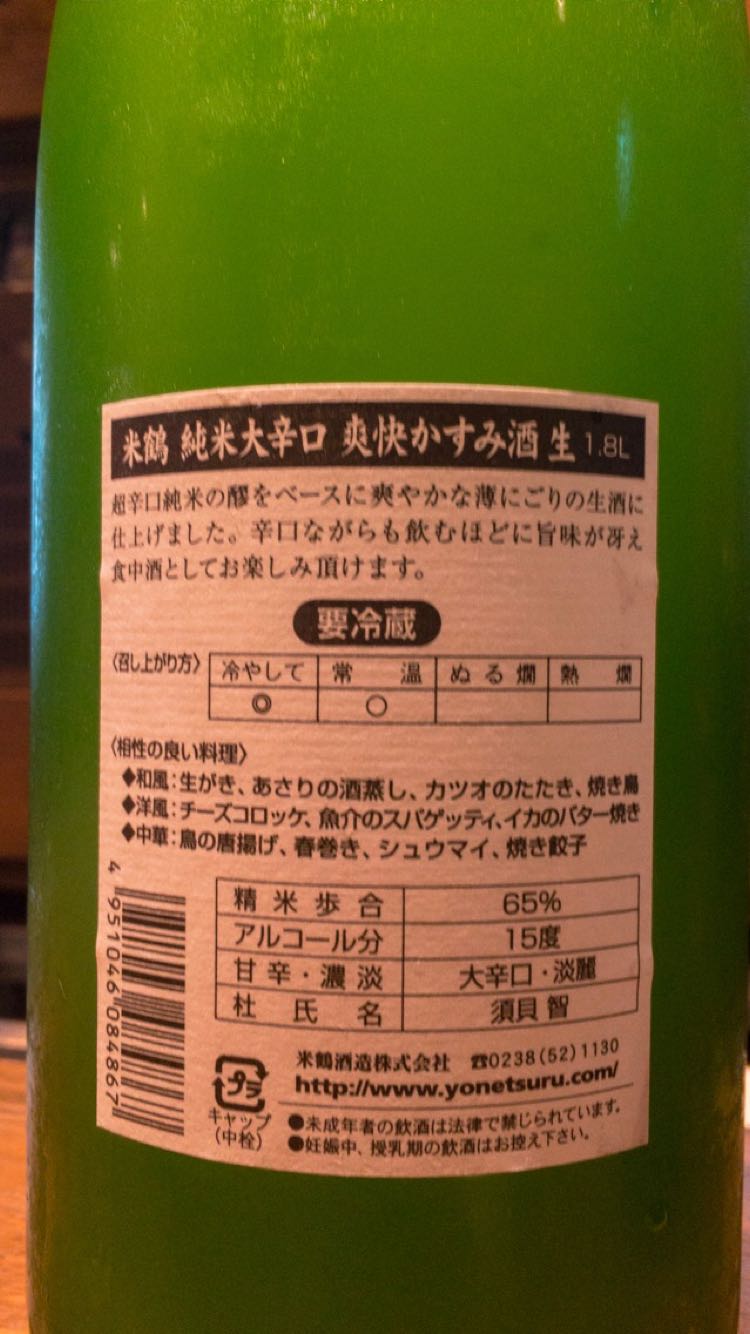 米鶴 純米大辛口 爽快かすみ酒 生 1.8L
超辛口純米の醪をベースに爽やかな薄にごりの生酒に
仕上げました。辛口ながらも飲むほどに旨味が冴え
食中酒としてお楽しみ頂けます。
要冷蔵
〈召し上がり方〉 冷やして 常温 ぬる燗 熱燗
◎ ○
〈相性の良い料理〉
◆和風：生がき、あさりの酒蒸し、カツオのたたき、焼き鳥
◆洋風：チーズコロッケ、魚介のスパゲッティ、イカのバター焼き
◆中華：鳥の唐揚げ、春巻き、シュウマイ、焼き餃子
精米歩合 65%
アルコール分 15度
甘辛・濃淡 大辛口・淡麗
杜氏名 須貝 智
4 951046 084867
米鶴酒造株式会社 ☎0238(52)1130
http://www.yonetsuru.com/
プラ
キャップ
(中栓)
●未成年者の飲酒は法律で禁じられています。
●妊娠中、授乳期の飲酒はお控え下さい。